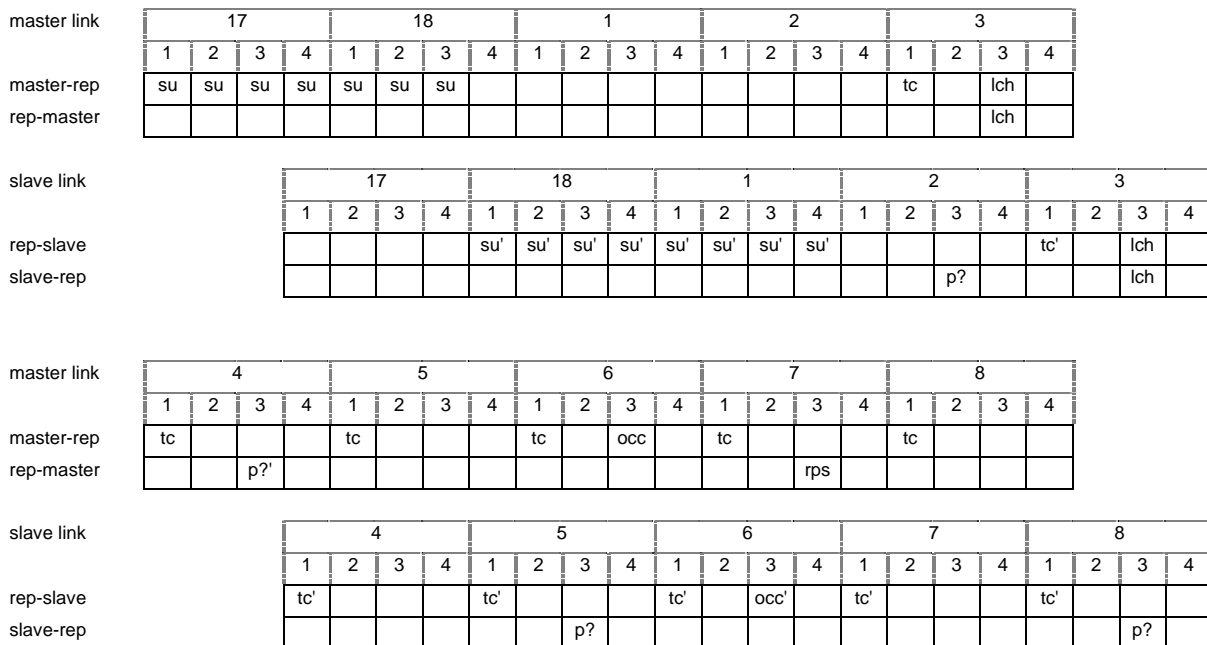 master link 17 18 1 2 3
1 2 3 4 1 2 3 4 1 2 3 4 1 2 3 4 1 2 3 4
master-rep su su su su su su su tc lch
rep-master lch
slave link 17 18 1 2 3
1 2 3 4 1 2 3 4 1 2 3 4 1 2 3 4 1 2 3 4
rep-slave su' su' su' su' su' su' su' su' tc' lch
slave-rep p? lch
master link 4 5 6 7 8
1 2 3 4 1 2 3 4 1 2 3 4 1 2 3 4 1 2 3 4
master-rep tc tc tc occ tc tc
rep-master p?' rps
slave link 4 5 6 7 8
1 2 3 4 1 2 3 4 1 2 3 4 1 2 3 4 1 2 3 4
rep-slave tc' tc' tc' occ' tc' tc'
slave-rep p? p?